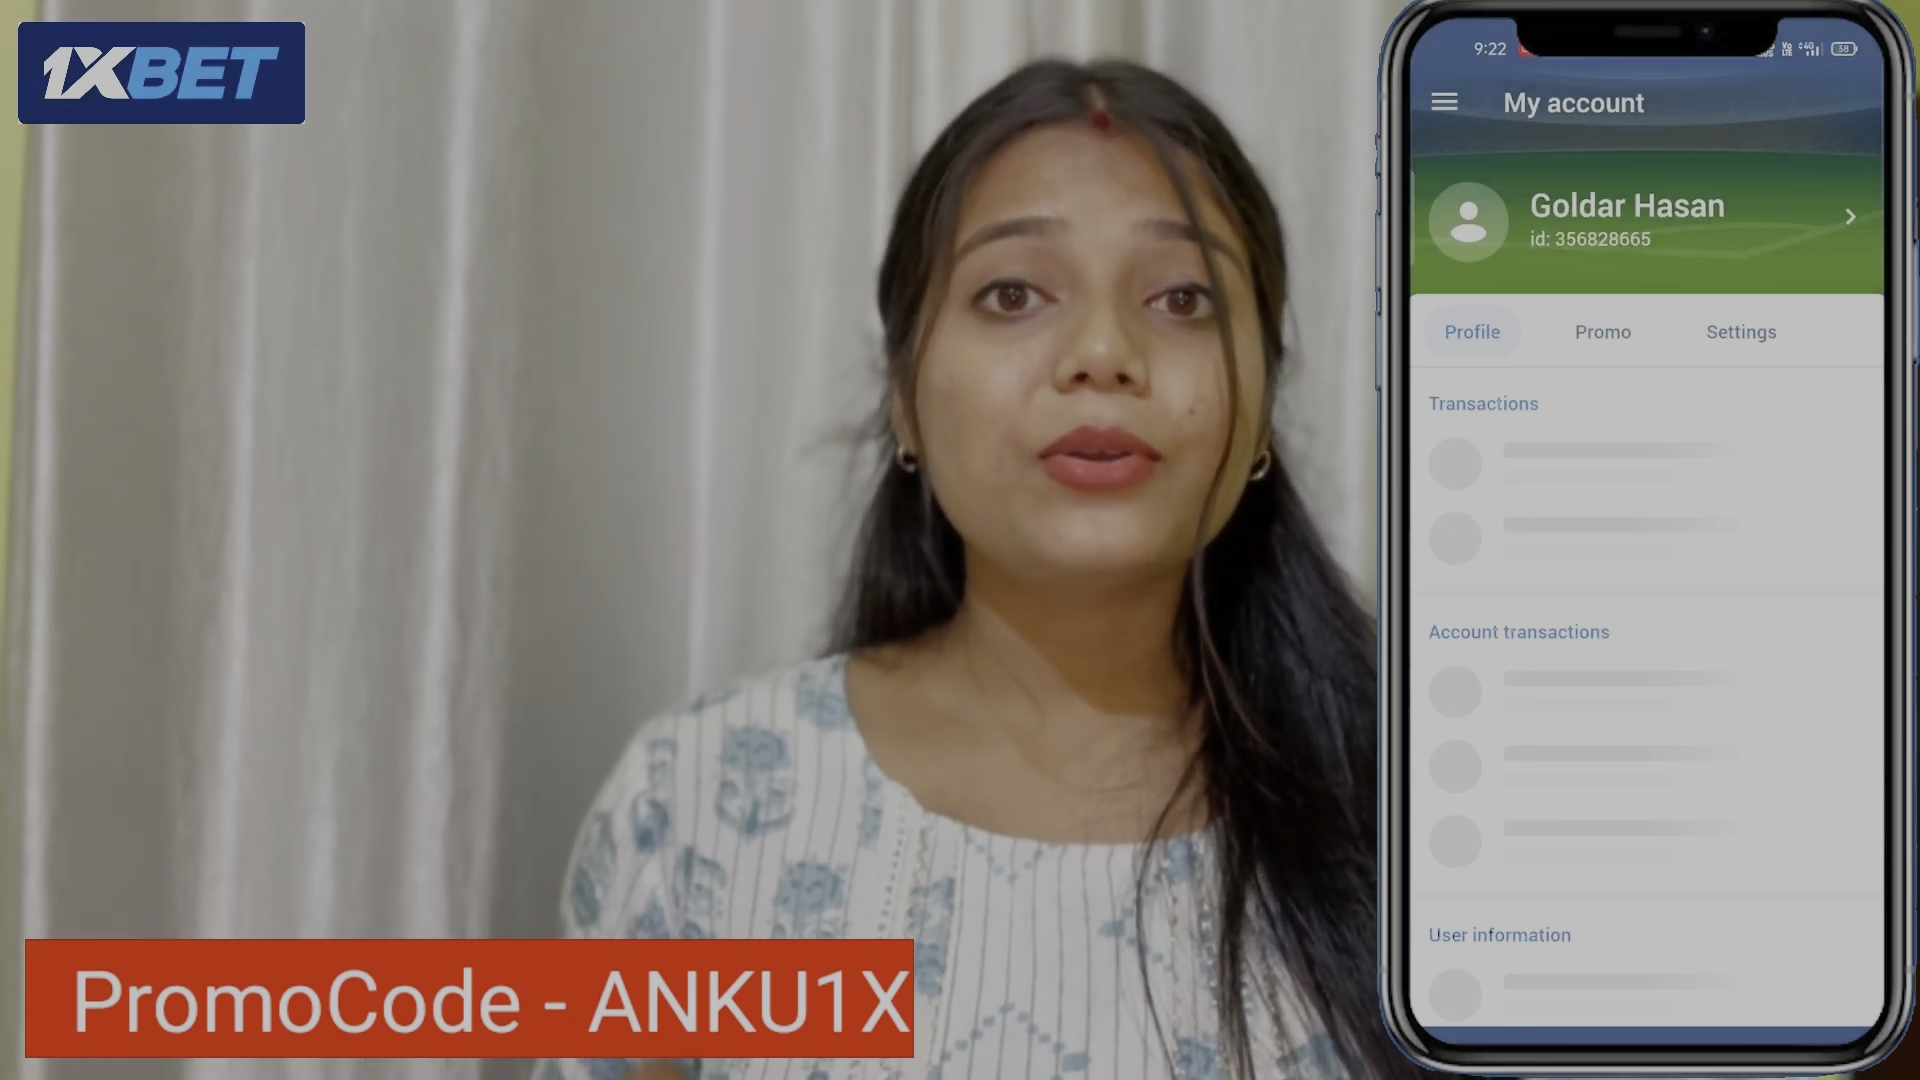 1XBET
9:22
38
My account
Goldar Hasan
id: 356828665
Profile Promo Settings
Transactions
Account transactions
User information
PromoCode - ANKU1X